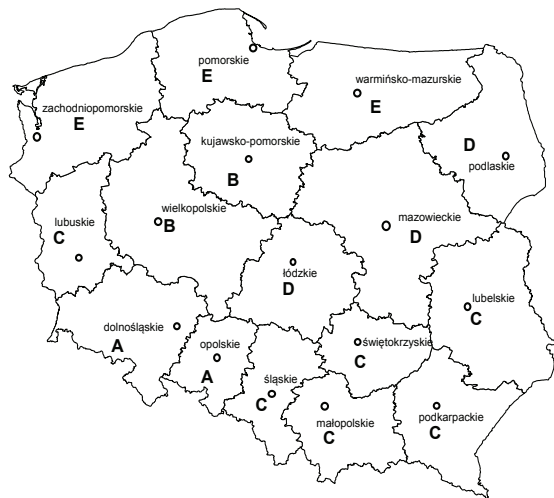 pomorskie
E
warmińsko-mazurskie
E
zachodniopomorskie
E
kujawsko-pomorskie
B
D
podlaskie
wielkopolskie
B
mazowieckie
D
lubuskie
C
łódzkie
D
lubelskie
C
dolnośląskie
A
opolskie
A
świętokrzyskie
C
śląskie
C
małopolskie
C
podkarpackie
C